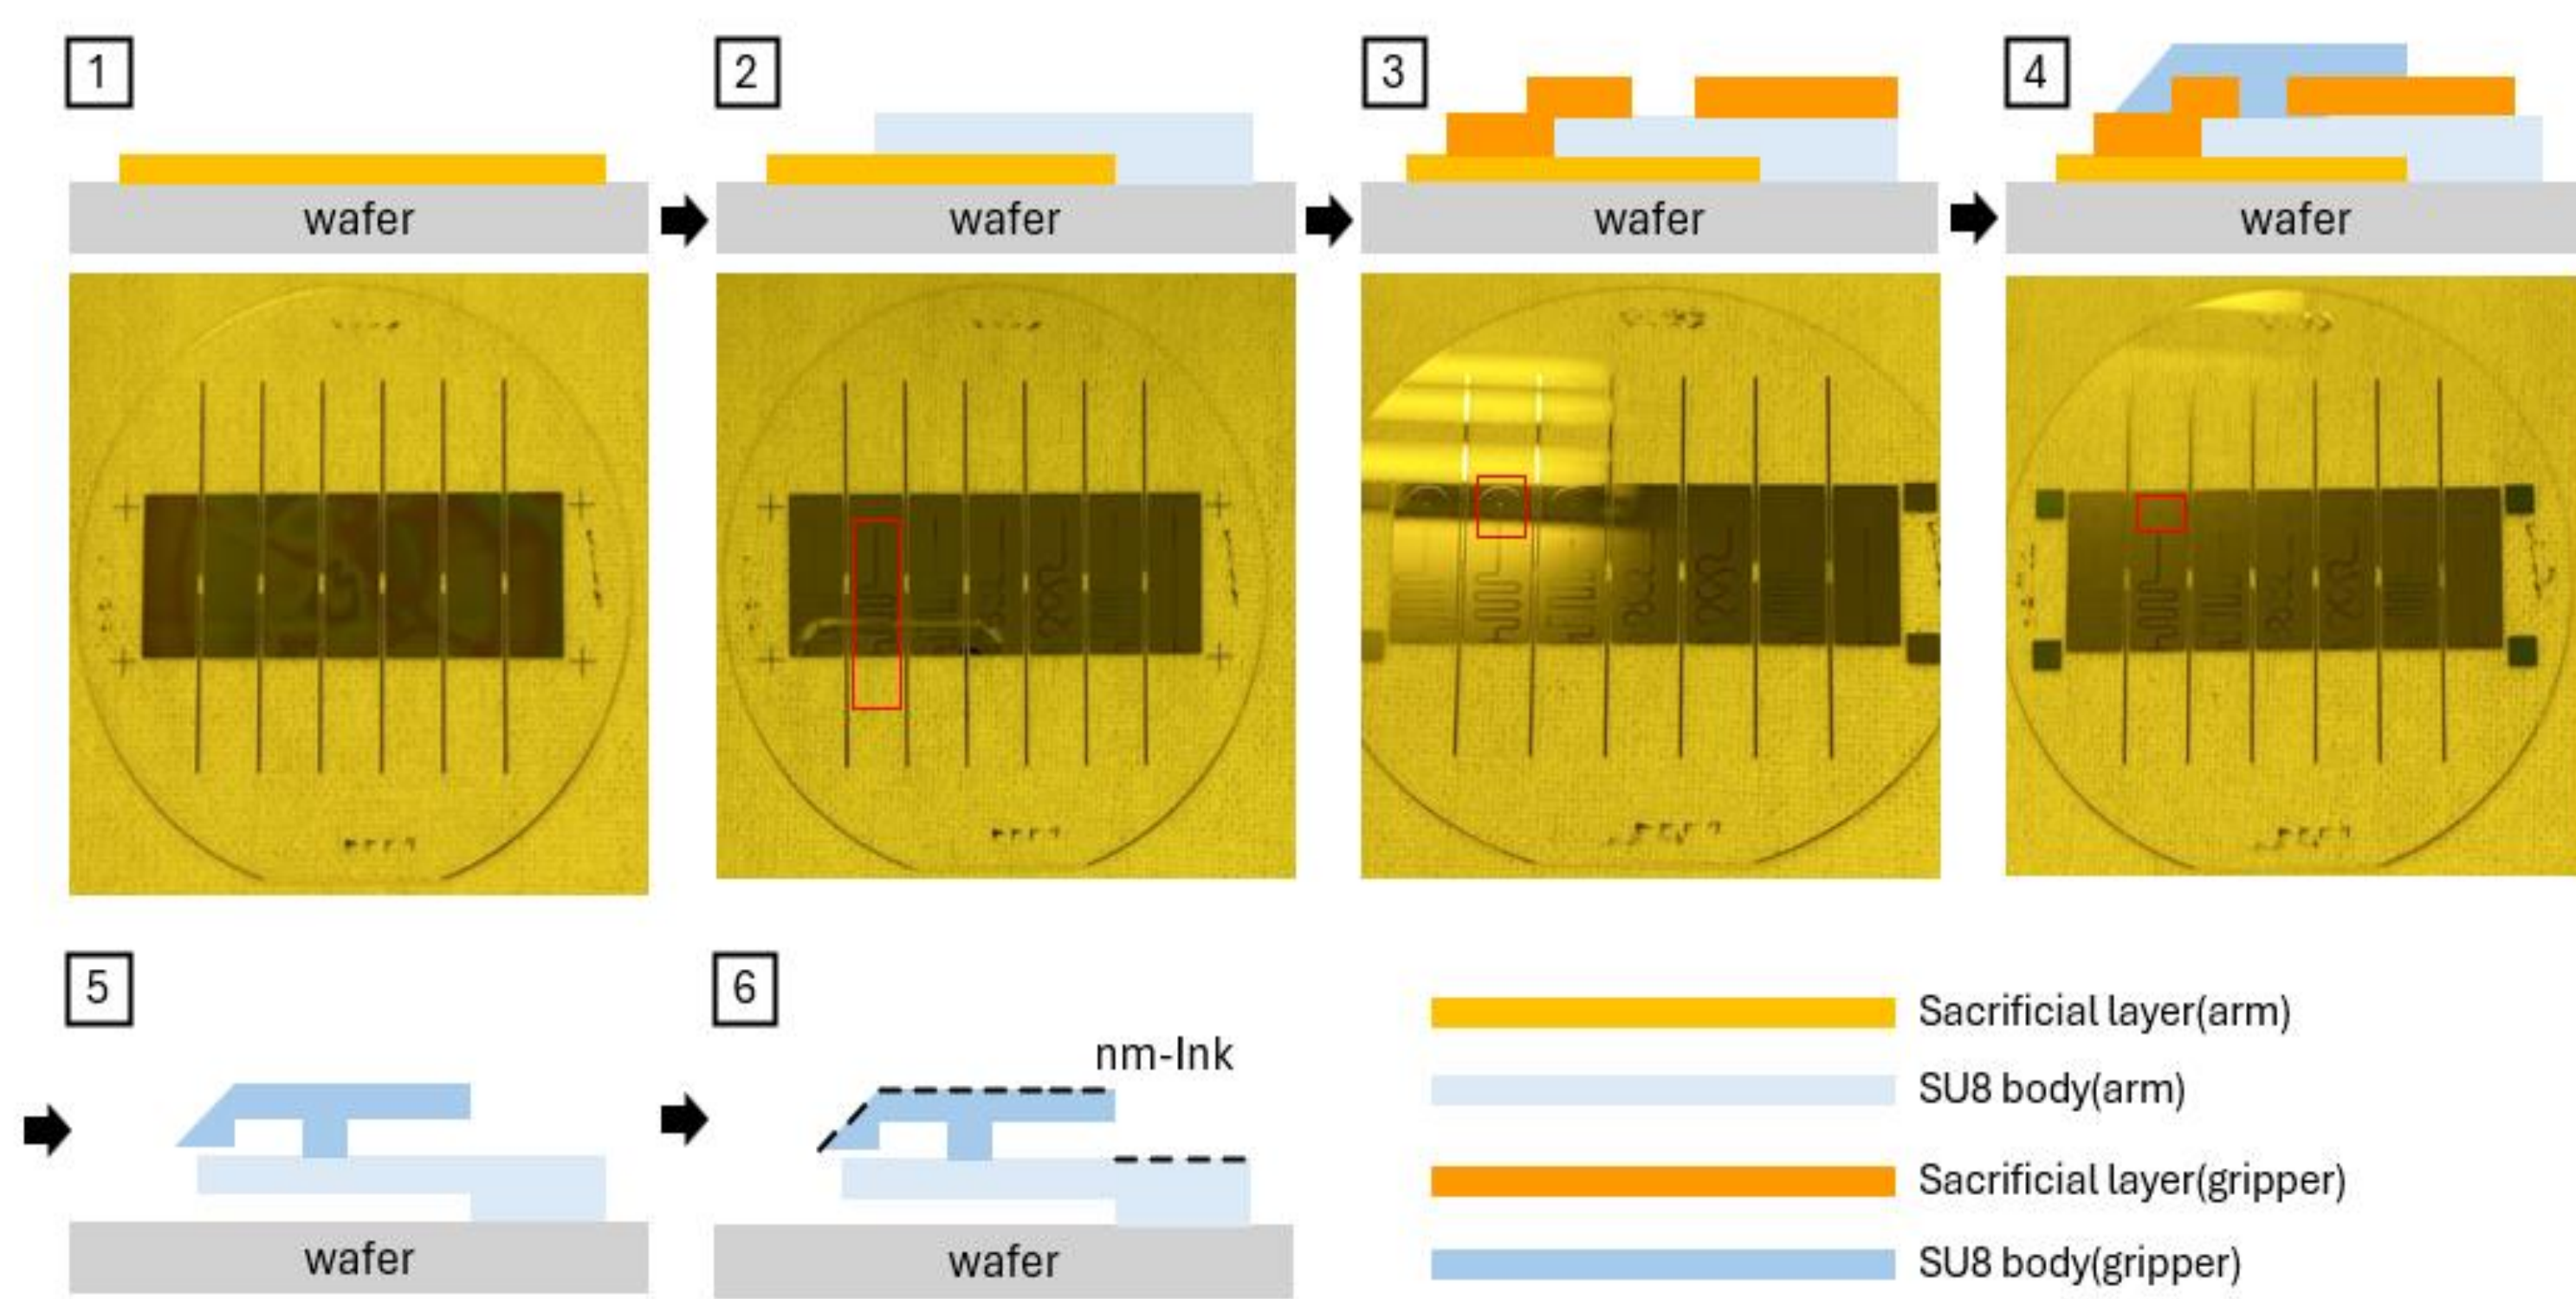 1
2
3
4
wafer
wafer
wafer
wafer
5
6
nm-Ink
wafer
wafer
Sacrificial layer(arm)
SU8 body(arm)
Sacrificial layer(gripper)
SU8 body(gripper)